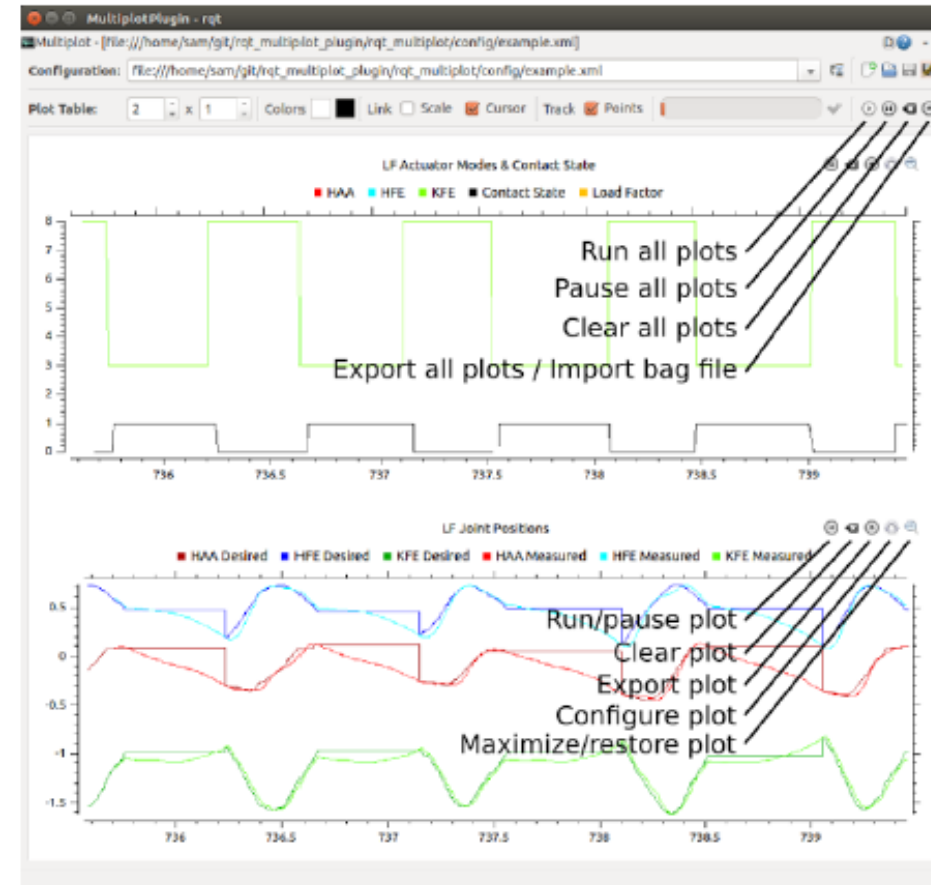 MultiplotPlugin - rqt
Multiplot - [file:///home/sam/git/rqt_multiplot_plugin/rqt_multiplot/config/example.xml]
Configuration: file:///home/sam/git/rqt_multiplot_plugin/rqt_multiplot/config/example.xml
Plot Table: 2 x 1 Colors Link Scale Cursor Track Points
LF Actuator Modes & Contact State
HAA HFE KFE Contact State Load Factor
8
7
6
5
4
3
2
1
0
Run all plots
Pause all plots
Clear all plots
Export all plots / Import bag file
736 736.5 737 737.5 738 738.5 739
LF Joint Positions
HAA Desired HFE Desired KFE Desired HAA Measured HFE Measured KFE Measured
0.5
0
-0.5
-1
-1.5
Run/pause plot
Clear plot
Export plot
Configure plot
Maximize/restore plot
736 736.5 737 737.5 738 738.5 739